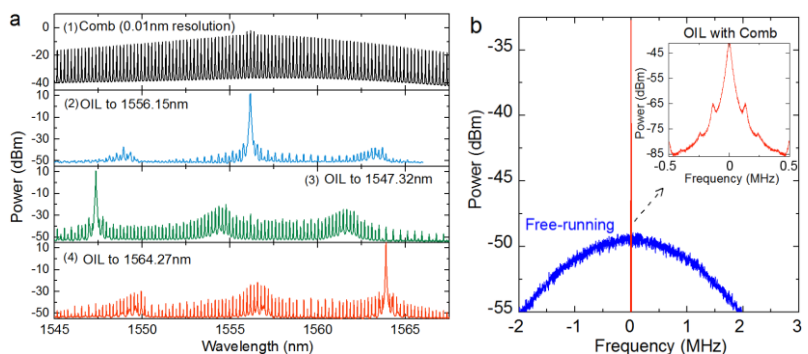 a
(1) Comb (0.01nm resolution)
0
-20
-40
(2) OIL to 1556.15nm
10
-10
-30
-50
(3) OIL to 1547.32nm
10
-10
-30
-50
(4) OIL to 1564.27nm
10
-10
-30
-50
Power (dBm)
1545 1550 1555 1560 1565
Wavelength (nm)
b
-35
-40
-45
-50
-55
Power (dBm)
Free-running
-2 -1 0 1 2
Frequency (MHz)
OIL with Comb
-45
-55
-65
-75
-85
Power (dBm)
-0.5 0 0.5
Frequency (MHz)